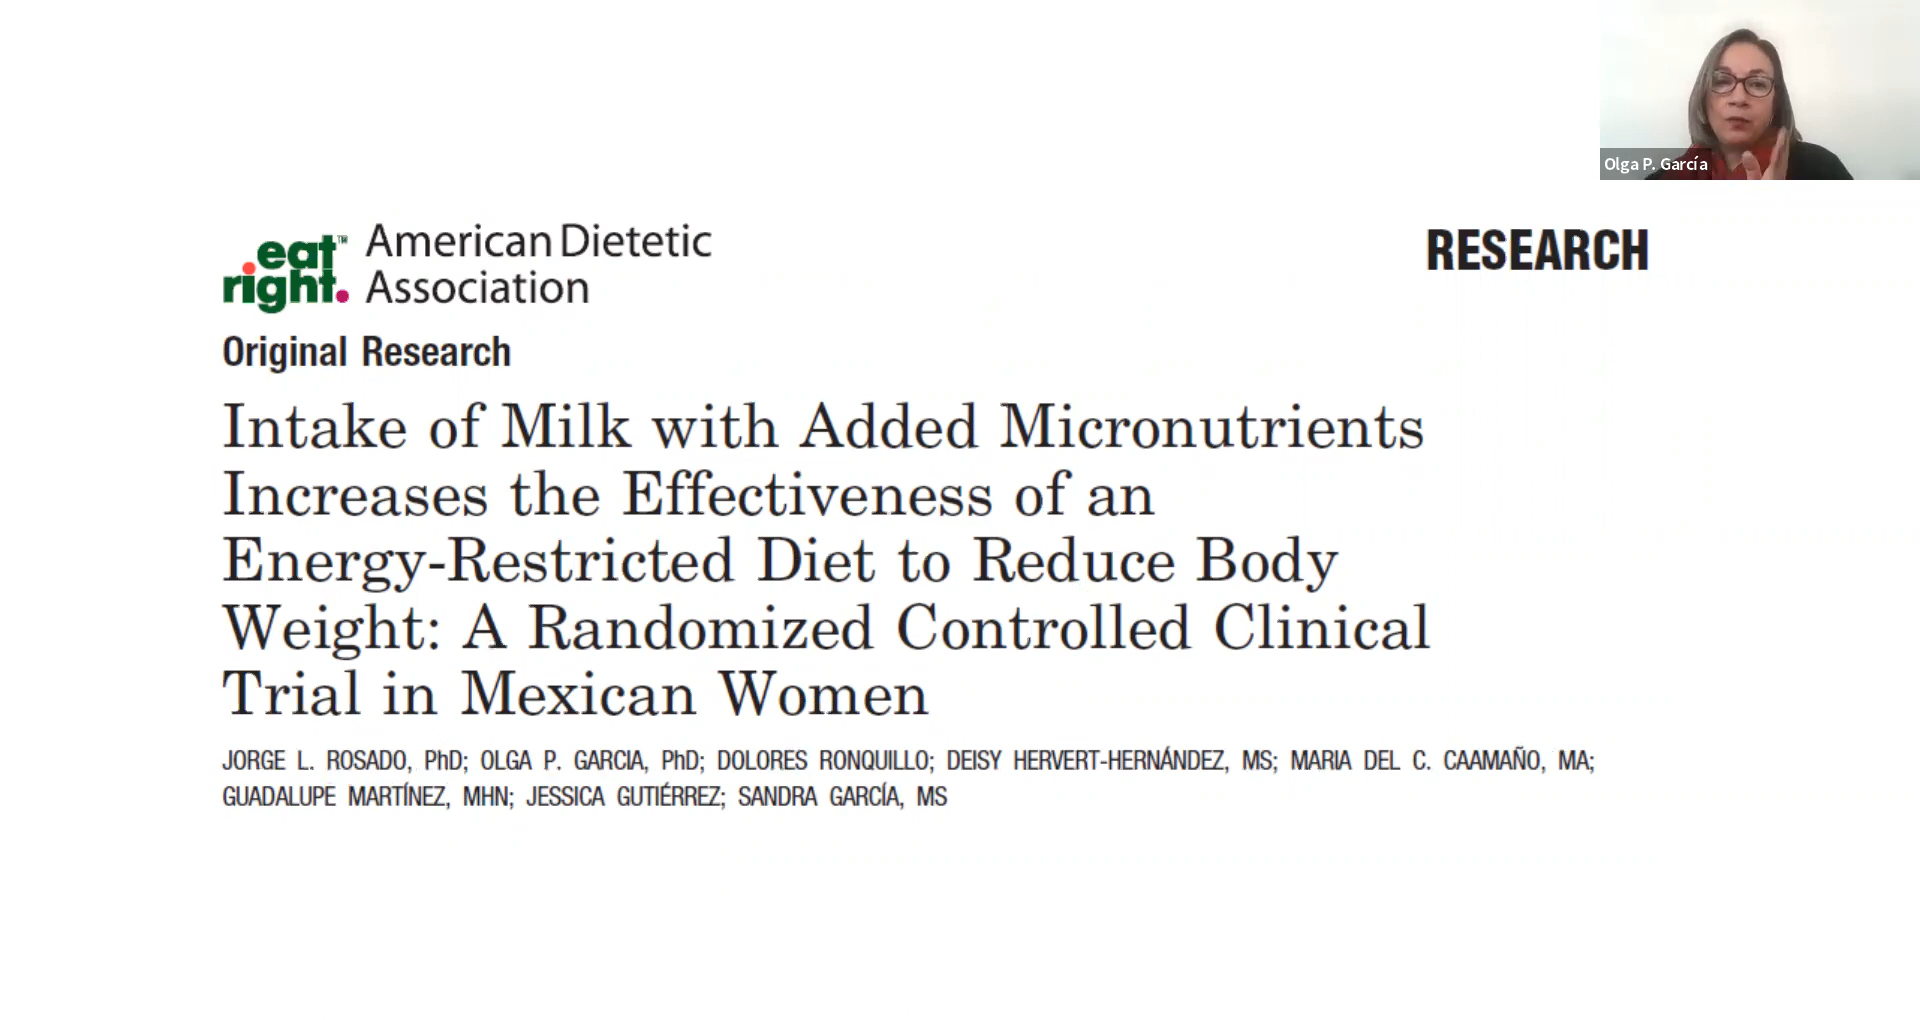 Olga P. García
eat right.™
American Dietetic Association
RESEARCH
Original Research
Intake of Milk with Added Micronutrients
Increases the Effectiveness of an
Energy-Restricted Diet to Reduce Body
Weight: A Randomized Controlled Clinical
Trial in Mexican Women
JORGE L. ROSADO, PhD; OLGA P. GARCIA, PhD; DOLORES RONQUILLO; DEISY HERVERT-HERNÁNDEZ, MS; MARIA DEL C. CAAMAÑO, MA;
GUADALUPE MARTÍNEZ, MHN; JESSICA GUTIÉRREZ; SANDRA GARCÍA, MS